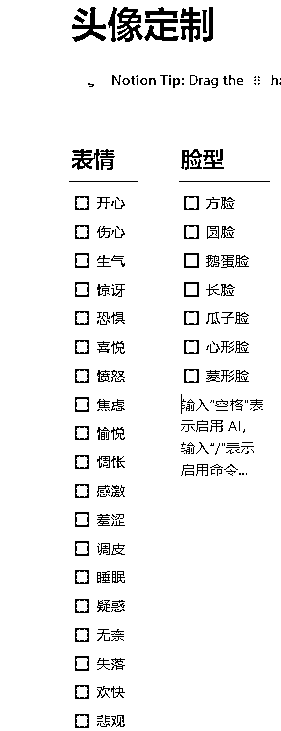 头像定制
Notion Tip: Drag the ⠿ ha
表情
开心
伤心
生气
惊讶
恐惧
喜悦
愤怒
焦虑
愉悦
惆怅
感激
羞涩
调皮
睡眠
疑惑
无奈
失落
欢快
悲观
脸型
方脸
圆脸
鹅蛋脸
长脸
瓜子脸
心形脸
菱形脸
输入“空格”表
示启用 AI，
输入“/”表示
启用命令...